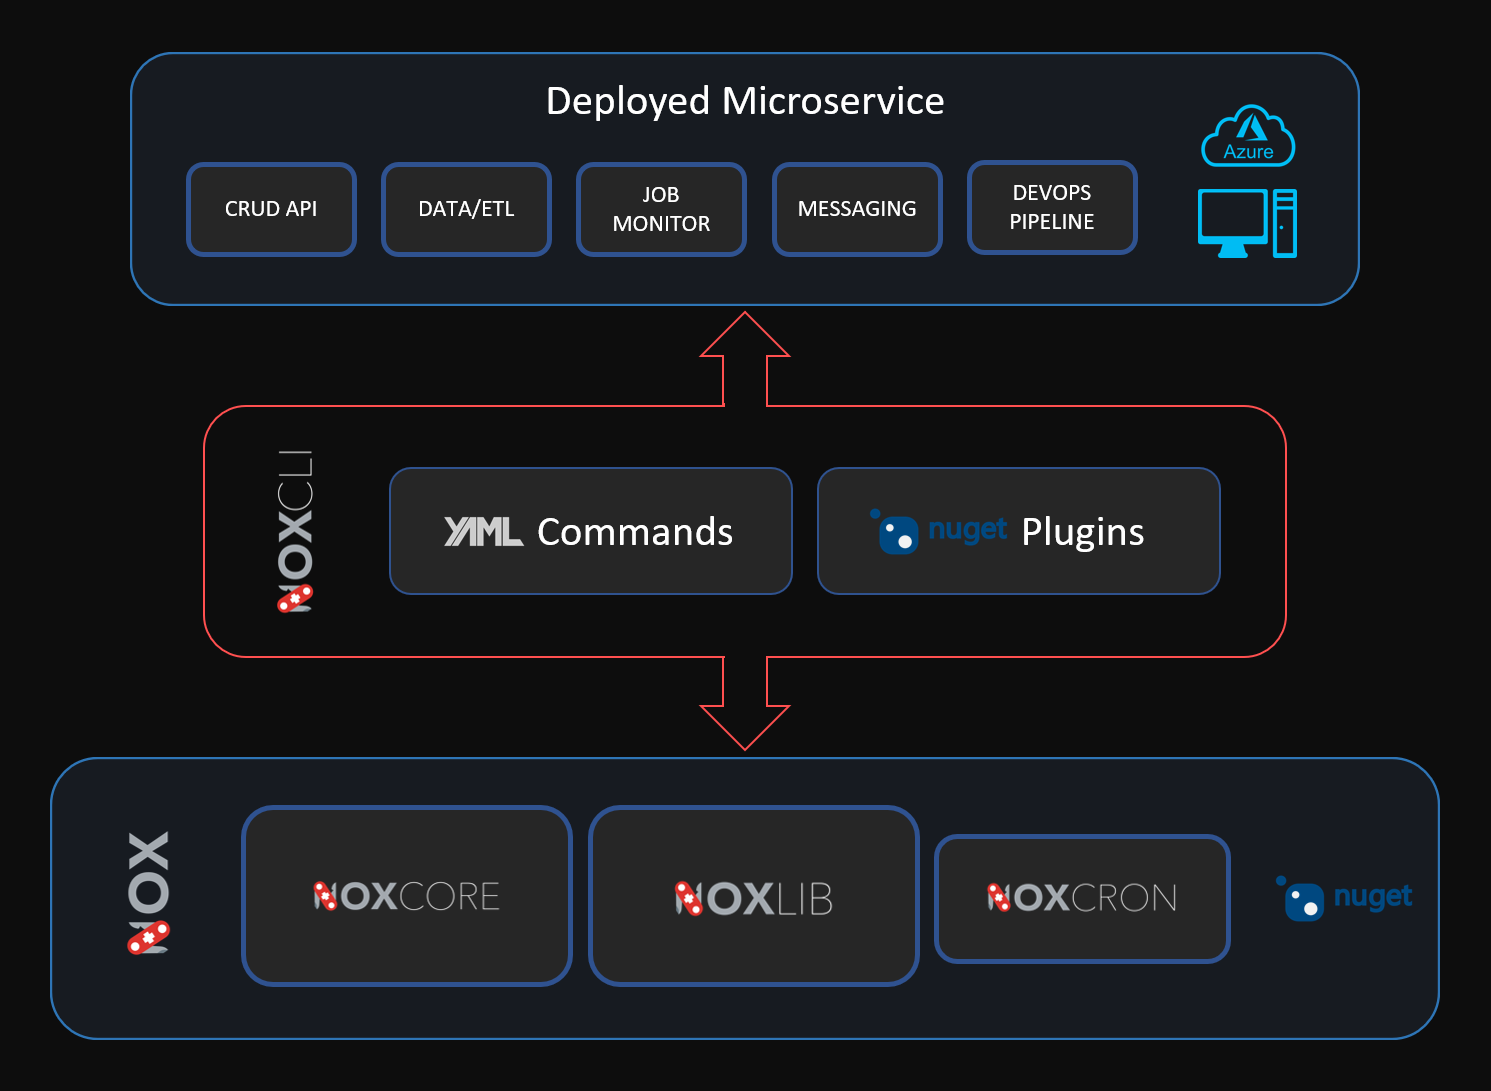 Deployed Microservice
Azure
CRUD API
DATA/ETL
JOB
MONITOR
MESSAGING
DEVOPS
PIPELINE
NOXCLI
YAML Commands
nuget Plugins
NOX
NOXCORE
NOXLIB
NOXCRON
nuget